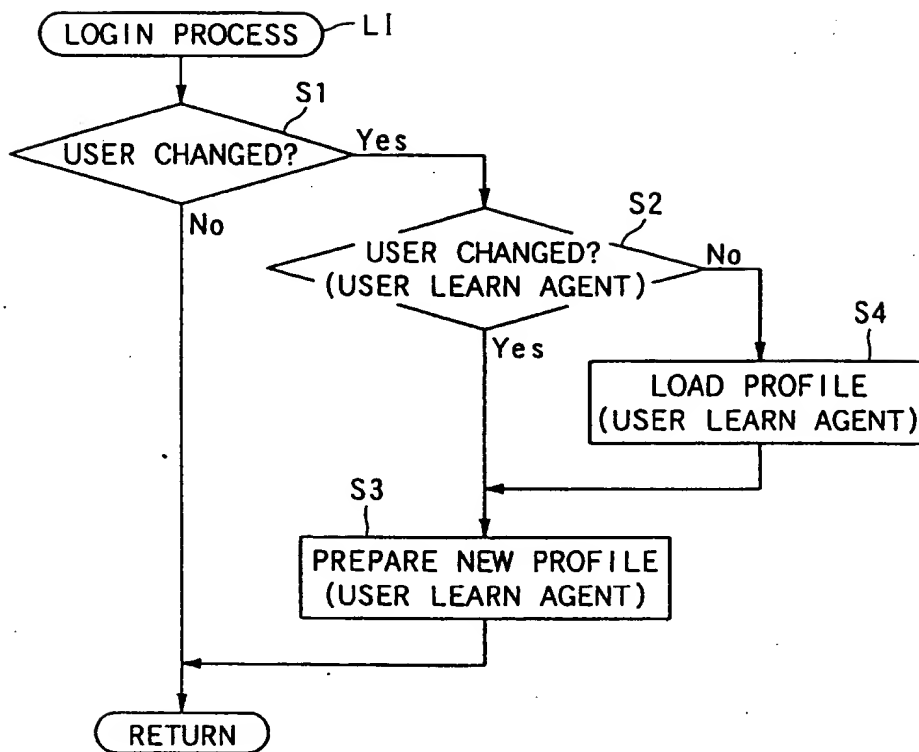 LOGIN PROCESS
LI
S1
USER CHANGED?
Yes
No
S2
USER CHANGED?
(USER LEARN AGENT)
No
Yes
S4
LOAD PROFILE
(USER LEARN AGENT)
S3
PREPARE NEW PROFILE
(USER LEARN AGENT)
RETURN